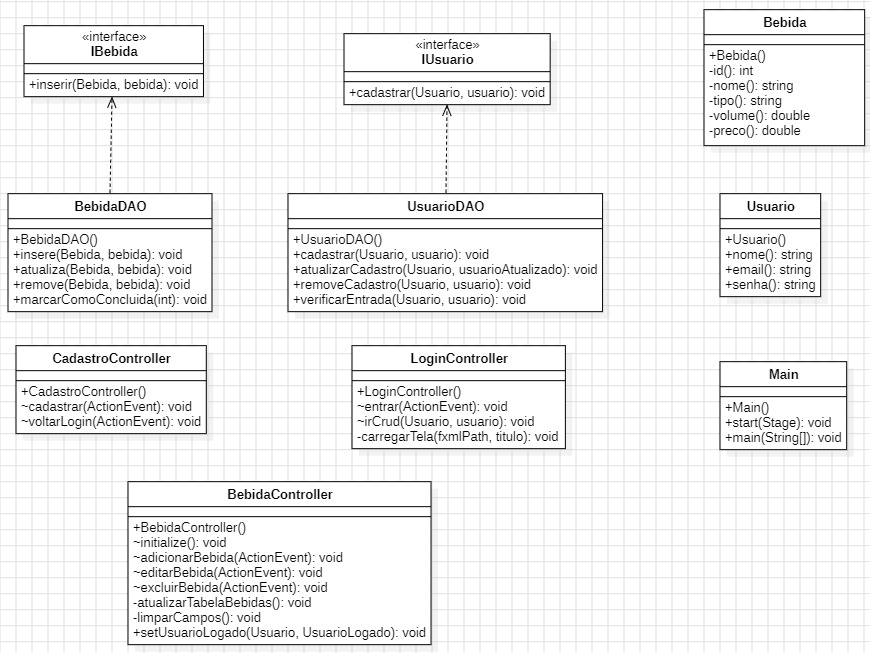 «interface»
IBebida
+inserir(Bebida, bebida): void
«interface»
IUsuario
+cadastrar(Usuario, usuario): void
Bebida
+Bebida()
-id(): int
-nome(): string
-tipo(): string
-volume(): double
-preco(): double
BebidaDAO
+BebidaDAO()
+insere(Bebida, bebida): void
+atualiza(Bebida, bebida): void
+remove(Bebida, bebida): void
+marcarComoConcluida(int): void
UsuarioDAO
+UsuarioDAO()
+cadastrar(Usuario, usuario): void
+atualizarCadastro(Usuario, usuarioAtualizado): void
+removeCadastro(Usuario, usuario): void
+verificarEntrada(Usuario, usuario): void
Usuario
+Usuario()
+nome(): string
+email(): string
+senha(): string
CadastroController
+CadastroController()
~cadastrar(ActionEvent): void
~voltarLogin(ActionEvent): void
LoginController
+LoginController()
~entrar(ActionEvent): void
~irCrud(Usuario, usuario): void
-carregarTela(fxmlPath, titulo): void
Main
+Main()
+start(Stage): void
+main(String[]): void
BebidaController
+BebidaController()
~initialize(): void
~adicionarBebida(ActionEvent): void
~editarBebida(ActionEvent): void
~excluirBebida(ActionEvent): void
-atualizarTabelaBebidas(): void
-limparCampos(): void
+setUsuarioLogado(Usuario, UsuarioLogado): void